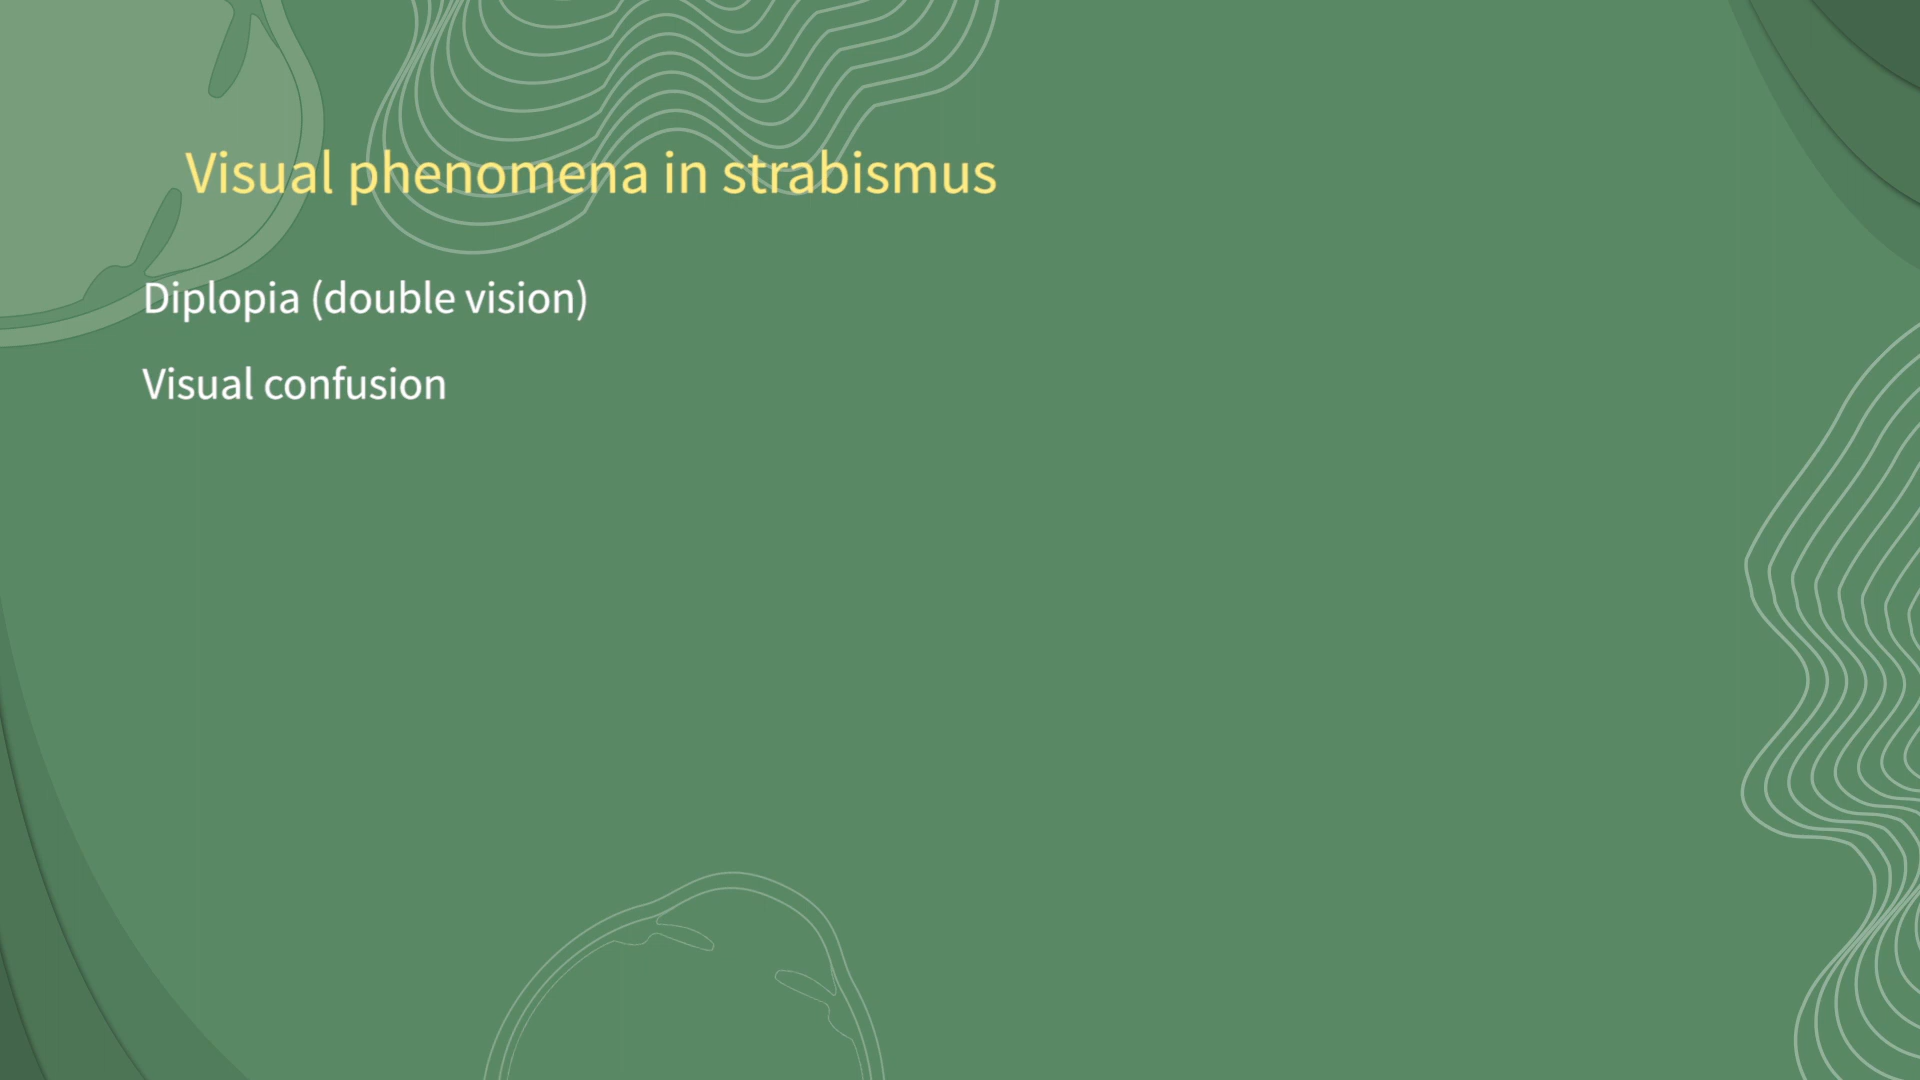 Visual phenomena in strabismus
Diplopia (double vision)
Visual confusion